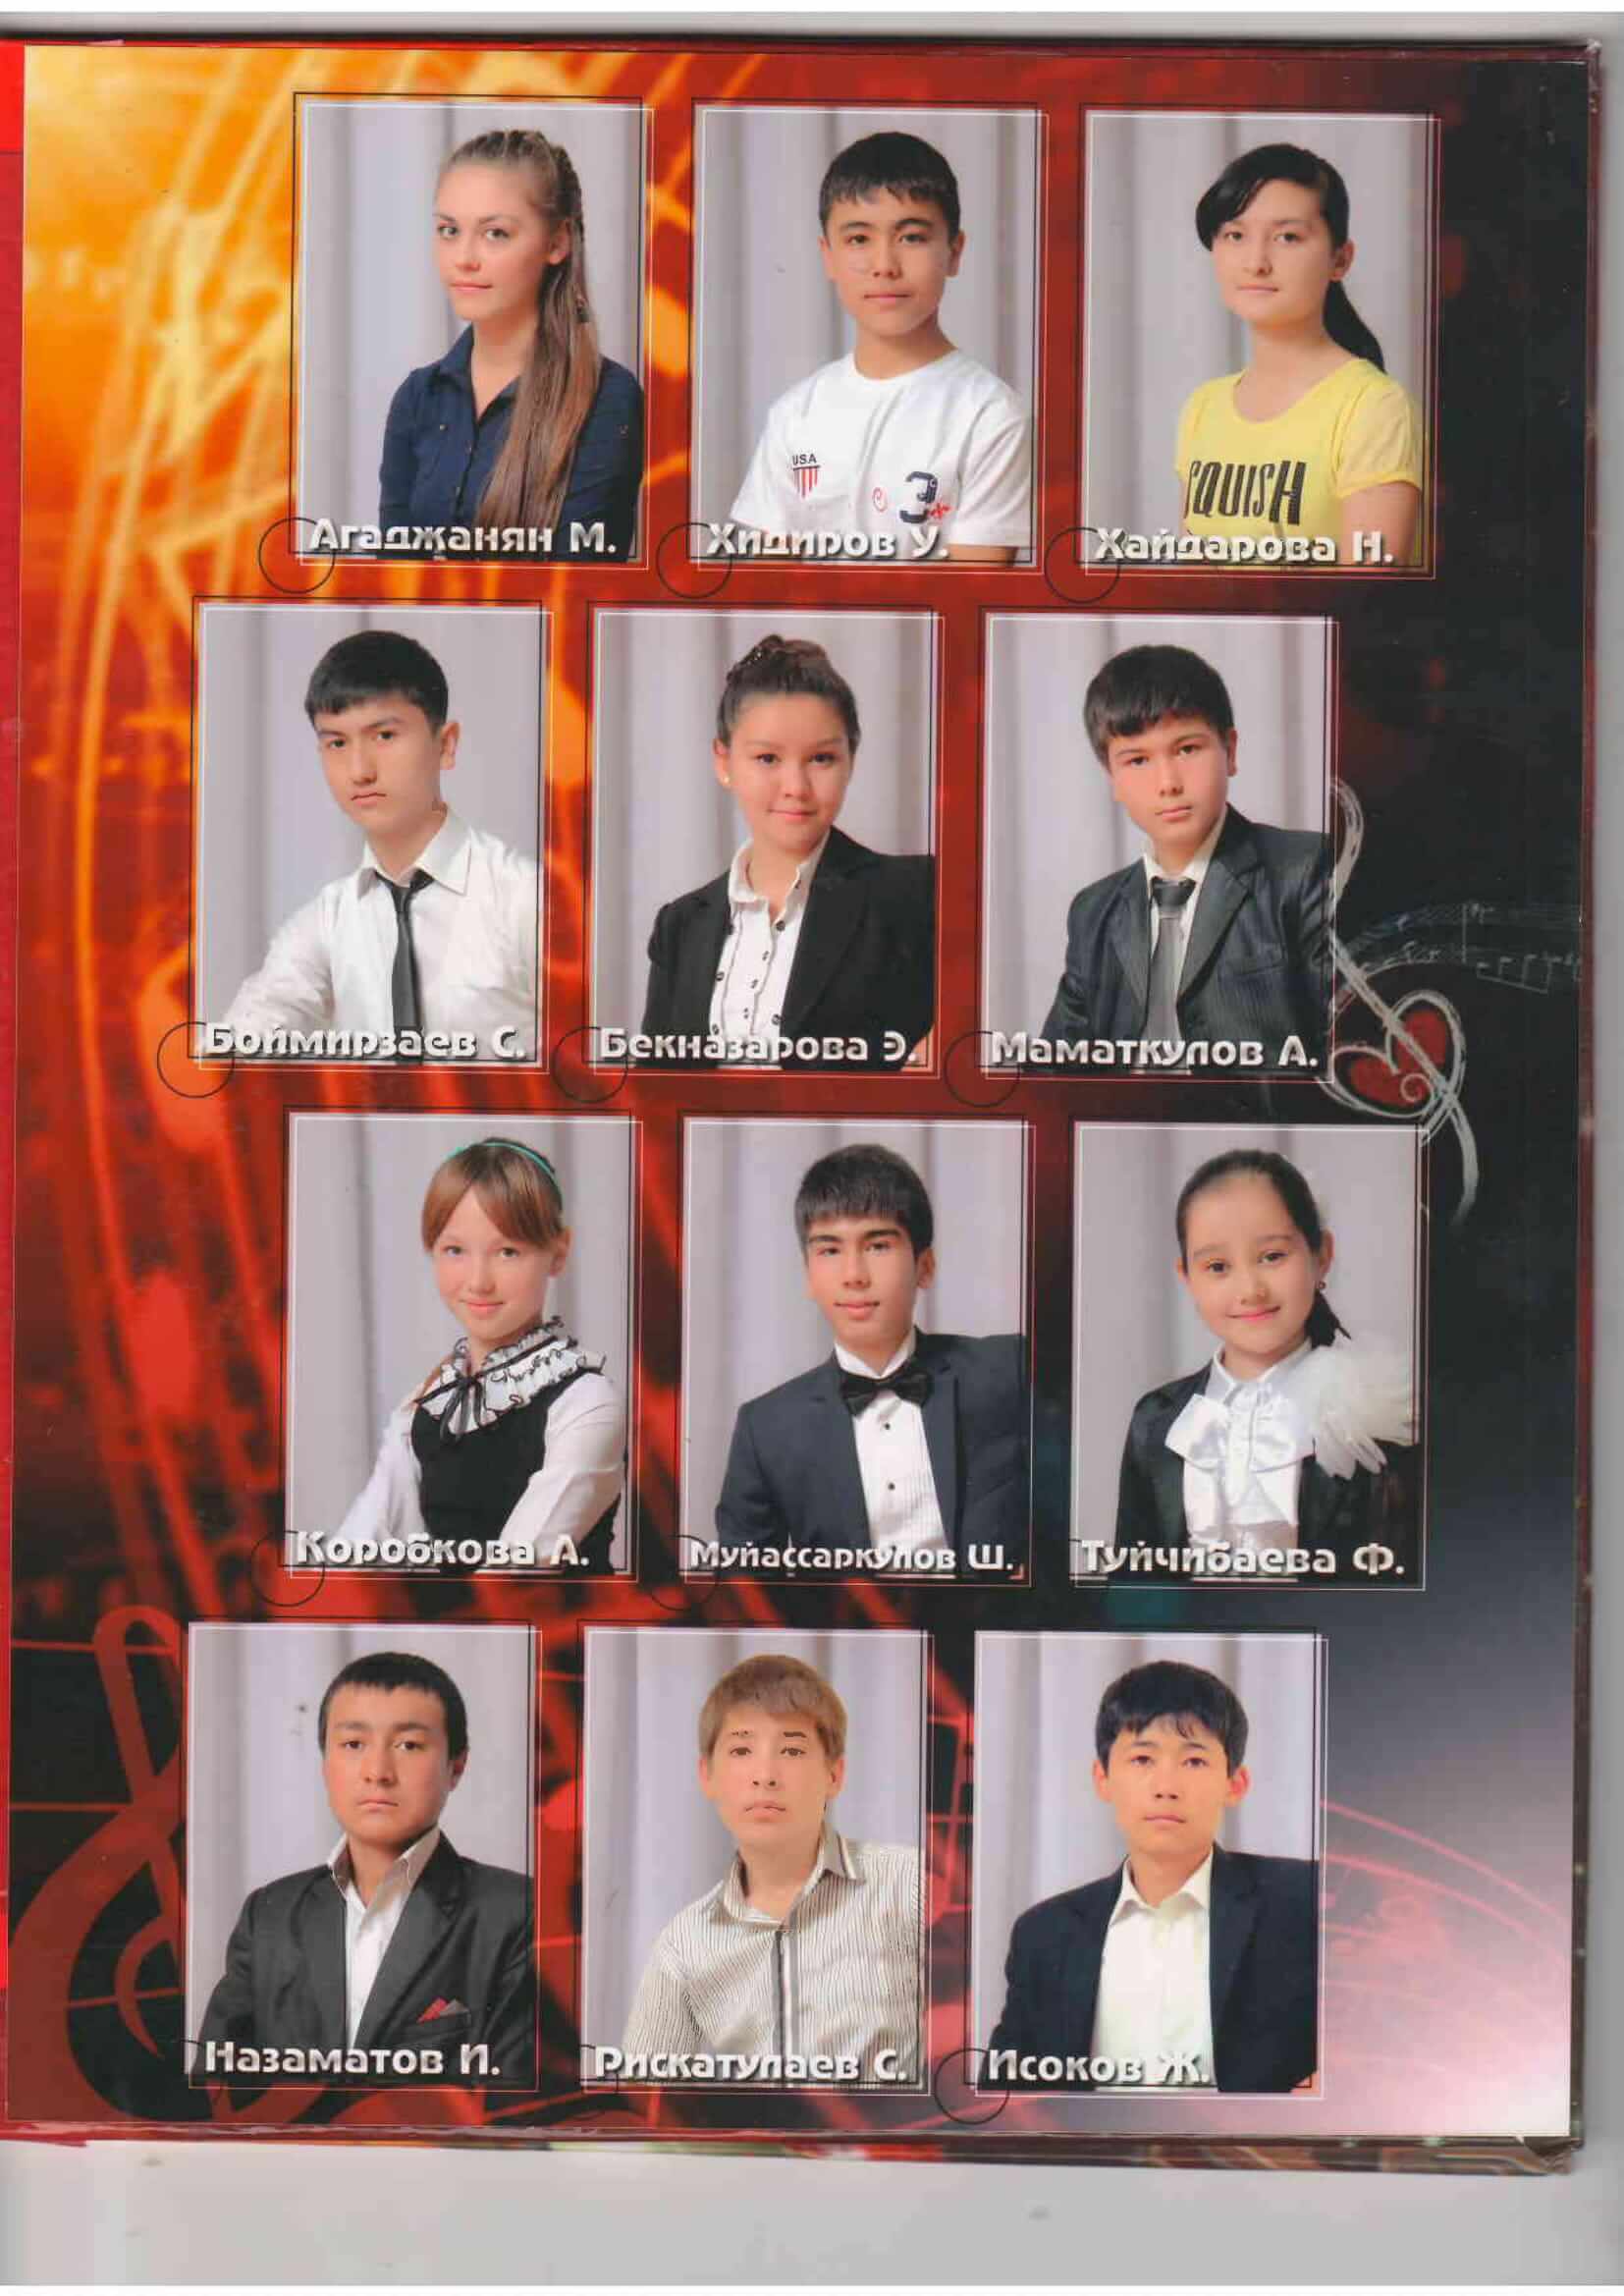 Агаджанян М.
USA
3
Хидиров У.
SQUISH
Хайдарова Н.
Боймирзаев С.
Бекназарова Э.
Маматкулов А.
Коробкова А.
Муйассаркулов Ш.
Туйчибаева Ф.
Назаматов И.
Рискатулаев С.
Исоков Ж.